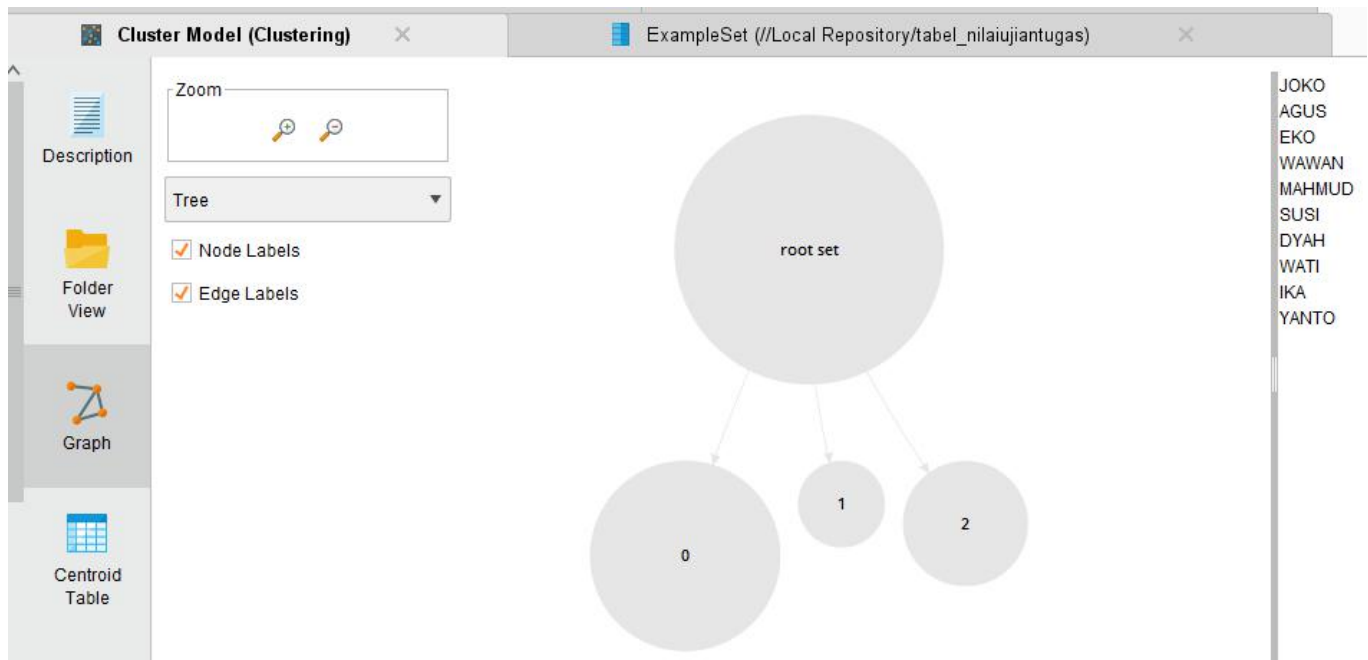 Cluster Model (Clustering)
ExampleSet (//Local Repository/tabel_nilaiujiantugas)
Description
Folder
View
Graph
Centroid
Table
Zoom
Tree
Node Labels
Edge Labels
root set
0
1
2
JOKO
AGUS
EKO
WAWAN
MAHMUD
SUSI
DYAH
WATI
IKA
YANTO